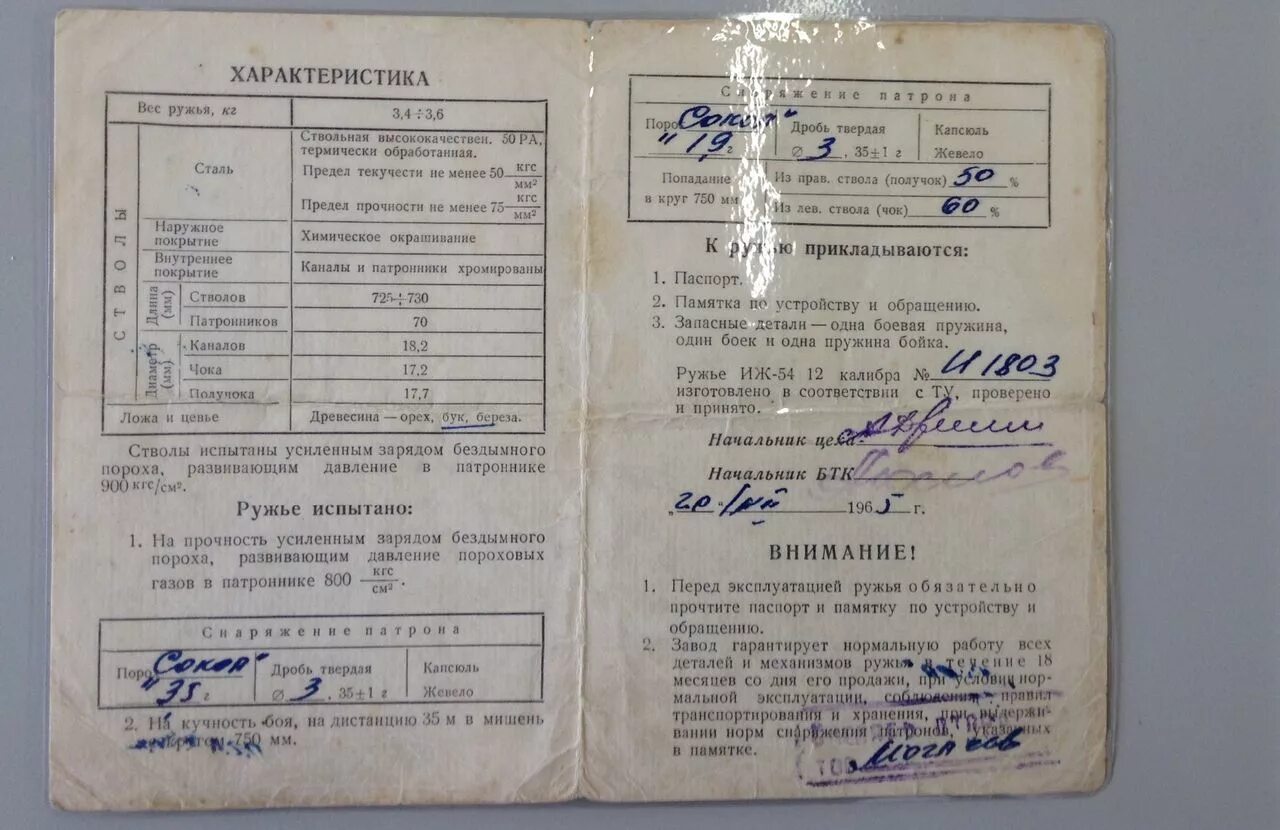 ХАРАКТЕРИСТИКА
Вес ружья, кг 3,4÷3,6
СТВОЛЫ
Сталь
Ствольная высококачествен. 50 РА,
термически обработанная.
Предел текучести не менее 50 кгс/мм²
Предел прочности не менее 75 кгс/мм²
Наружное
покрытие
Химическое окрашивание
Внутреннее
покрытие
Каналы и патронники хромированы
Длина (мм)
Стволов 725÷730
Патронников 70
Диаметр (мм)
Каналов 18,2
Чока 17,2
Получока 17,7
Ложа и цевье Древесина — орех, бук, береза.
Стволы испытаны усиленным зарядом бездымного
пороха, развивающим давление в патроннике
900 кгс/см².
Ружье испытано:
1. На прочность усиленным зарядом бездымного
пороха, развивающим давление пороховых
газов в патроннике 800 кгс/см².
Снаряжение патрона
Поро „Сокол“
35 г
Дробь твердая
⌀ 3, 35±1 г
Капсюль
Жевело
2. На кучность боя, на дистанцию 35 м в мишень
750 мм.
Снаряжение патрона
Поро „Сокол“
1,9 г
Дробь твердая
⌀ 3, 35±1 г
Капсюль
Жевело
Попадание
в круг 750 мм
Из прав. ствола (получок) 50 %
Из лев. ствола (чок) 60 %
К ружью прикладываются:
1. Паспорт.
2. Памятка по устройству и обращению.
3. Запасные детали — одна боевая пружина,
один боек и одна пружина бойка.
Ружье ИЖ-54 12 калибра № И 1803
изготовлено в соответствии с ТУ, проверено
и принято.
Начальник цеха
Начальник БТК
„20“ 1965 г.
ВНИМАНИЕ!
1. Перед эксплуатацией ружья обязательно
прочтите паспорт и памятку по устройству и
обращению.
2. Завод гарантирует нормальную работу всех
деталей и механизмов ружья в течение 18
месяцев со дня его продажи, при условии нор-
мальной эксплуатации, соблюдения правил
транспортирования и хранения, при выдержи-
вании норм снаряжения патронов, указанных
в памятке.